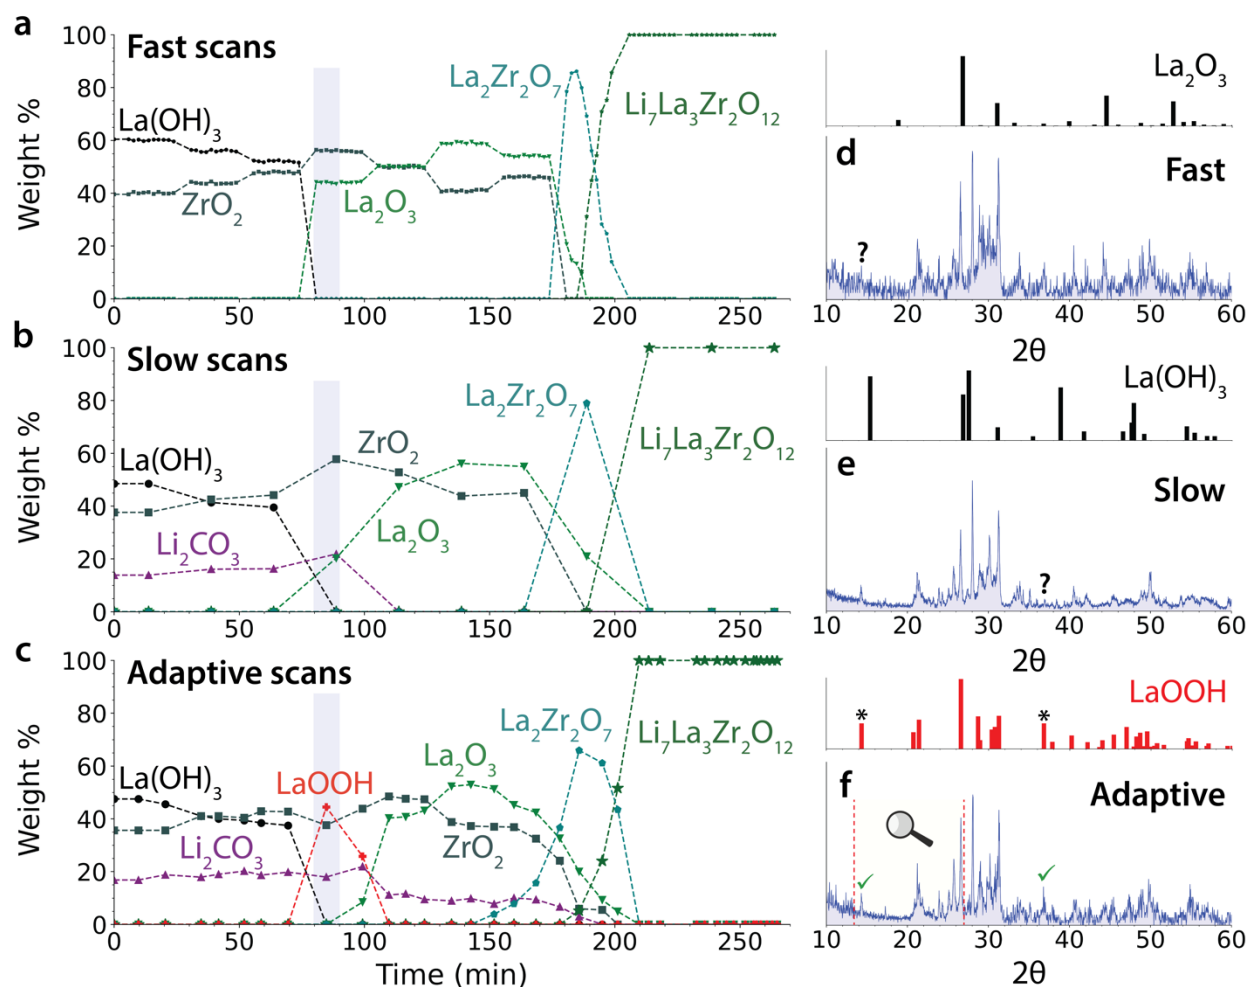 a
Fast scans
Weight %
100
80
60
40
20
0
0 50 100 150 200 250
La(OH)3
ZrO2
La2O3
La2Zr2O7
Li7La3Zr2O12
La2O3
d
Fast
?
10 20 30 40 50 60
2θ
b
Slow scans
Weight %
100
80
60
40
20
0
0 50 100 150 200 250
La(OH)3
ZrO2
Li2CO3
La2O3
La2Zr2O7
Li7La3Zr2O12
La(OH)3
e
Slow
?
10 20 30 40 50 60
2θ
c
Adaptive scans
Weight %
100
80
60
40
20
0
0 50 100 150 200 250
Time (min)
La(OH)3
LaOOH
Li2CO3
La2O3
ZrO2
La2Zr2O7
Li7La3Zr2O12
LaOOH
* *
f
Adaptive
✓ ✓
10 20 30 40 50 60
2θ